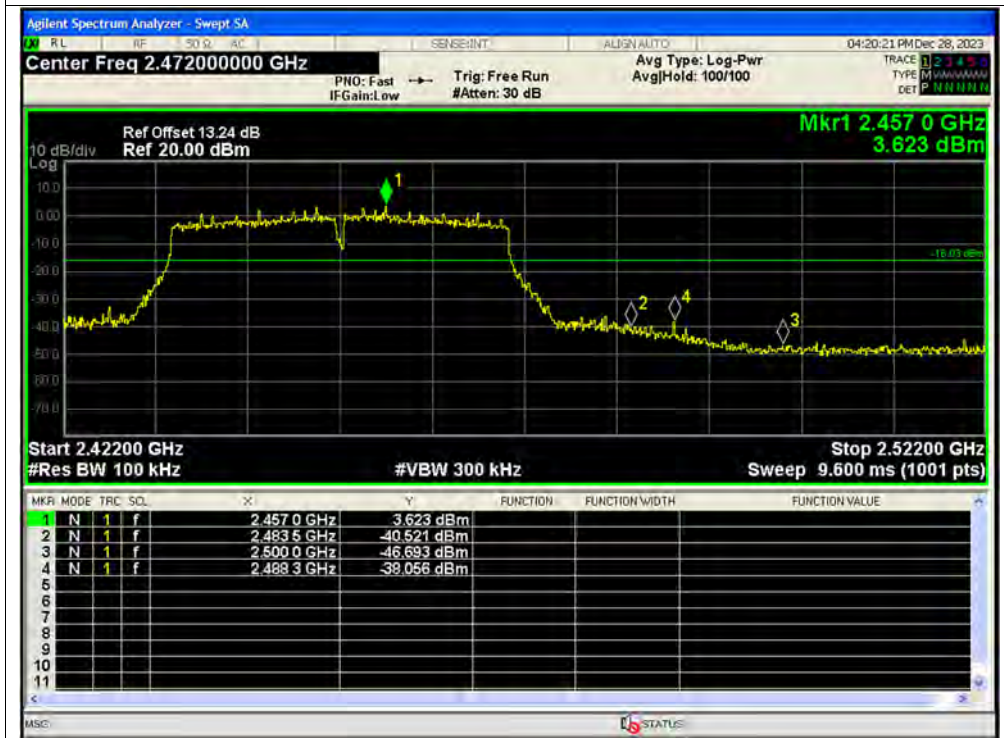 Agilent Spectrum Analyzer - Swept SA
RL RF 50 Ω AC SENSE:INT ALIGN AUTO 04:20:21 PM Dec 28, 2023
Center Freq 2.472000000 GHz Avg Type: Log-Pwr TRACE 1 2 3 4 5 6
PNO: Fast Trig: Free Run Avg|Hold: 100/100 TYPE M
IFGain:Low #Atten: 30 dB DET P N N N N N
Mkr1 2.457 0 GHz
3.623 dBm
Ref Offset 13.24 dB
10 dB/div Ref 20.00 dBm
Log
10.0
0.00
-10.0
-20.0
-30.0
-40.0
-50.0
-60.0
-70.0
1
2
4
3
-16.03 dBm
Start 2.42200 GHz Stop 2.52200 GHz
#Res BW 100 kHz #VBW 300 kHz Sweep 9.600 ms (1001 pts)
MKR MODE TRC SCL X Y FUNCTION FUNCTION WIDTH FUNCTION VALUE
1 N 1 f 2.457 0 GHz 3.623 dBm
2 N 1 f 2.483 5 GHz -40.521 dBm
3 N 1 f 2.500 0 GHz -46.693 dBm
4 N 1 f 2.488 3 GHz -38.056 dBm
5
6
7
8
9
10
11
MSG STATUS